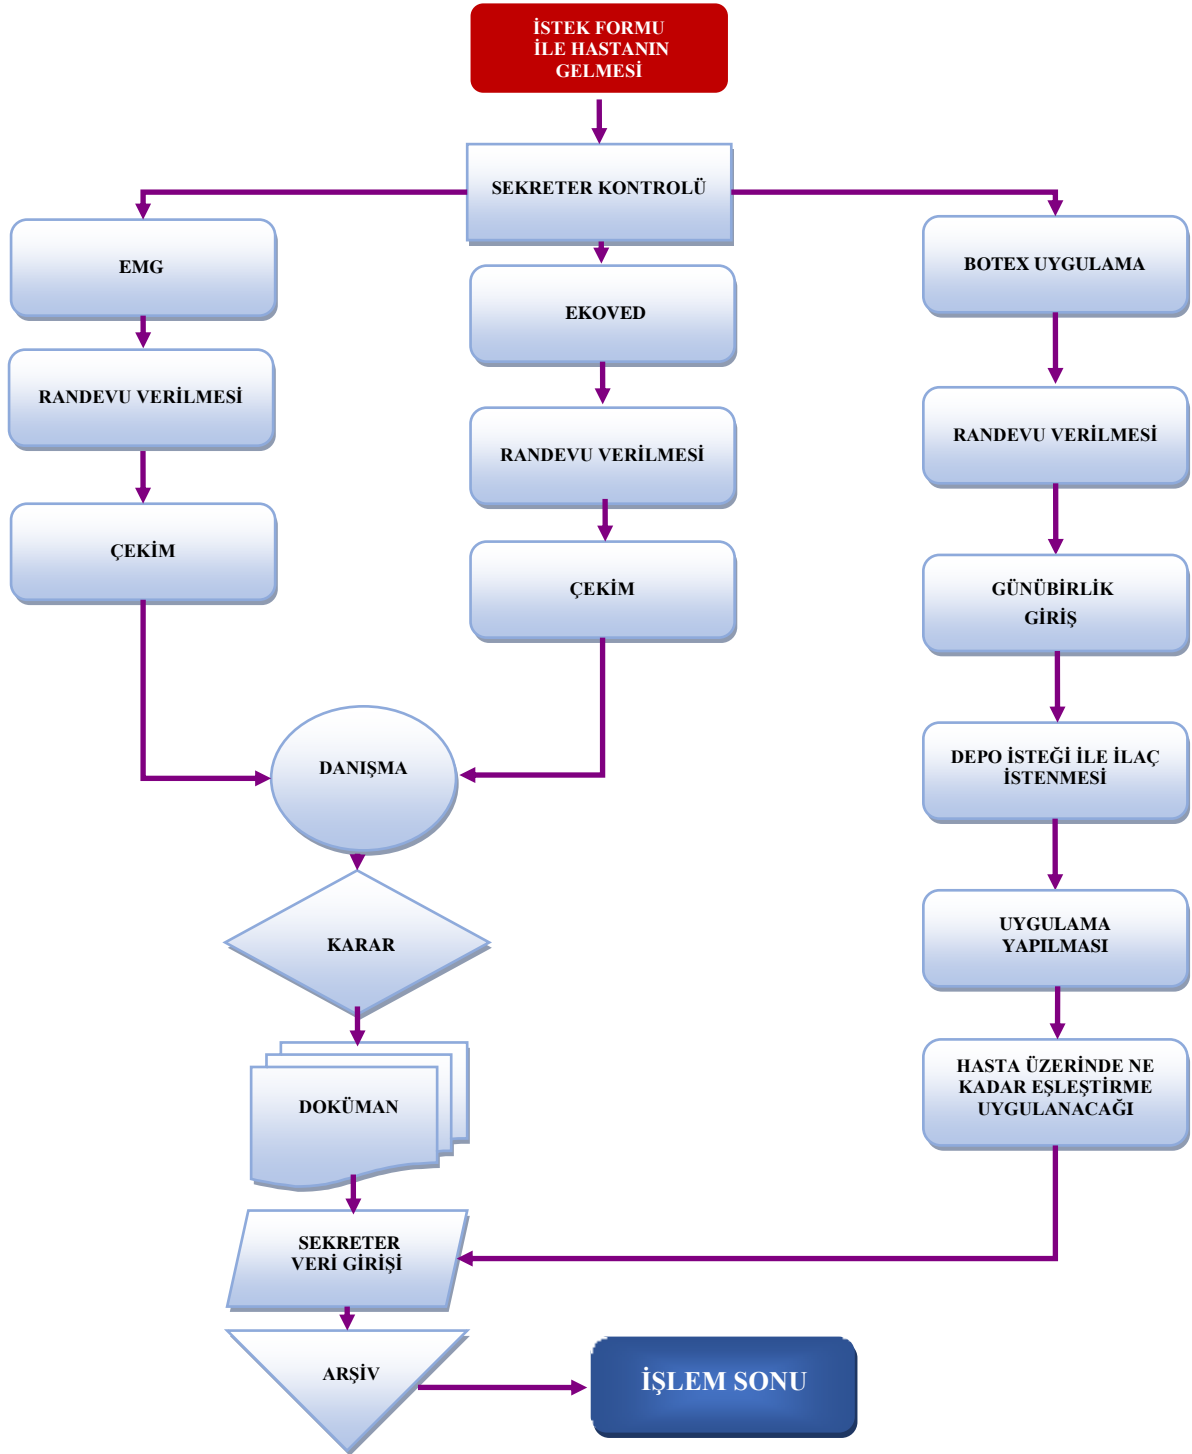 İSTEK FORMU
İLE HASTANIN
GELMESİ
SEKRETER KONTROLÜ
EMG
RANDEVU VERİLMESİ
ÇEKİM
EKOVED
RANDEVU VERİLMESİ
ÇEKİM
BOTEX UYGULAMA
RANDEVU VERİLMESİ
GÜNÜBİRLİK
GİRİŞ
DEPO İSTEĞİ İLE İLAÇ
İSTENMESİ
UYGULAMA
YAPILMASI
HASTA ÜZERİNDE NE
KADAR EŞLEŞTİRME
UYGULANACAĞI
DANIŞMA
KARAR
DOKÜMAN
SEKRETER
VERİ GİRİŞİ
ARŞİV
İŞLEM SONU